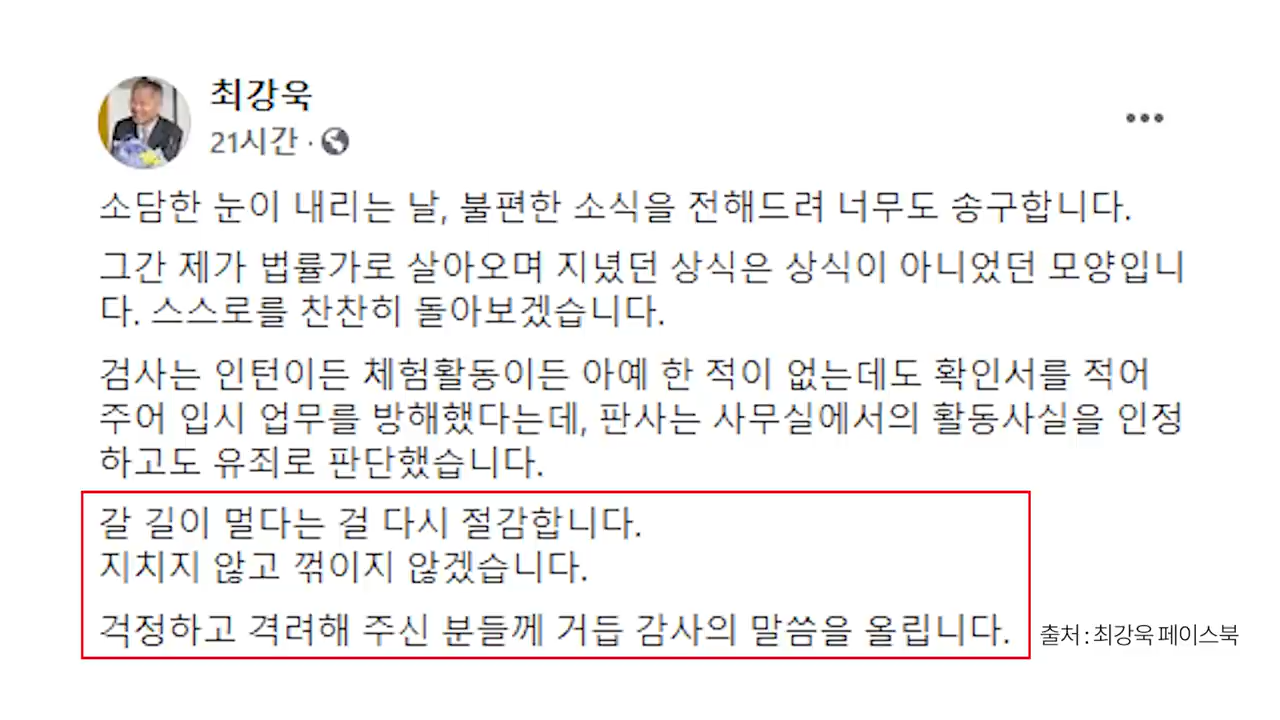 최강욱
21시간 ·
소담한 눈이 내리는 날, 불편한 소식을 전해드려 너무도 송구합니다.
그간 제가 법률가로 살아오며 지녔던 상식은 상식이 아니었던 모양입니
다. 스스로를 찬찬히 돌아보겠습니다.
검사는 인턴이든 체험활동이든 아예 한 적이 없는데도 확인서를 적어
주어 입시 업무를 방해했다는데, 판사는 사무실에서의 활동사실을 인정
하고도 유죄로 판단했습니다.
갈 길이 멀다는 걸 다시 절감합니다.
지치지 않고 꺾이지 않겠습니다.
걱정하고 격려해 주신 분들께 거듭 감사의 말씀을 올립니다.
출처 : 최강욱 페이스북